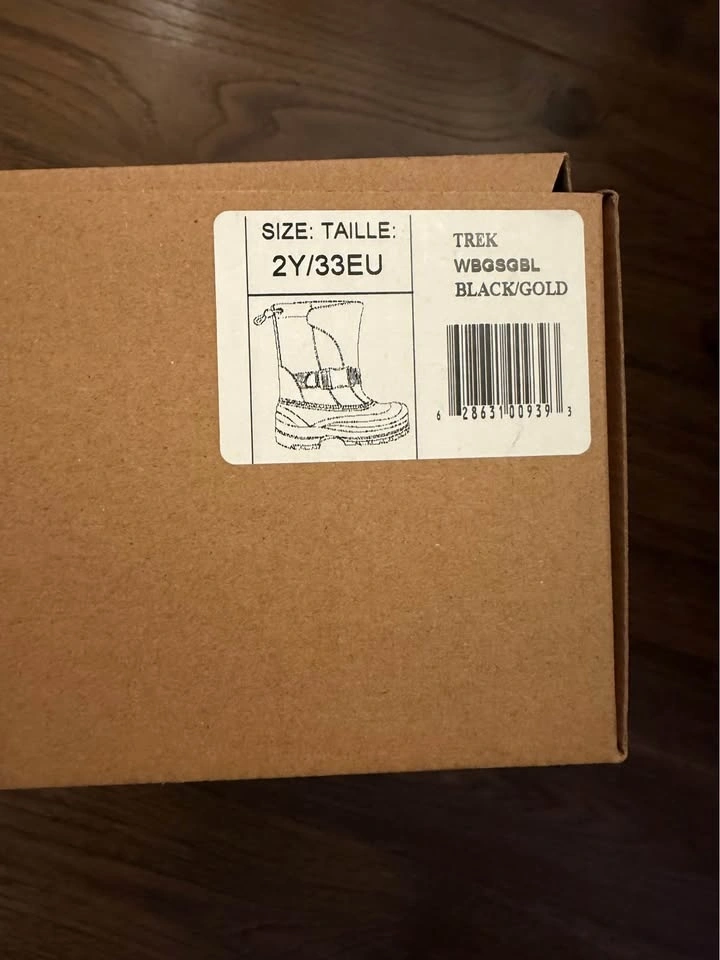 SIZE: TAILLE:
2Y/33EU
TREK
WBGSGBL
BLACK/GOLD
6 28631 00939 3